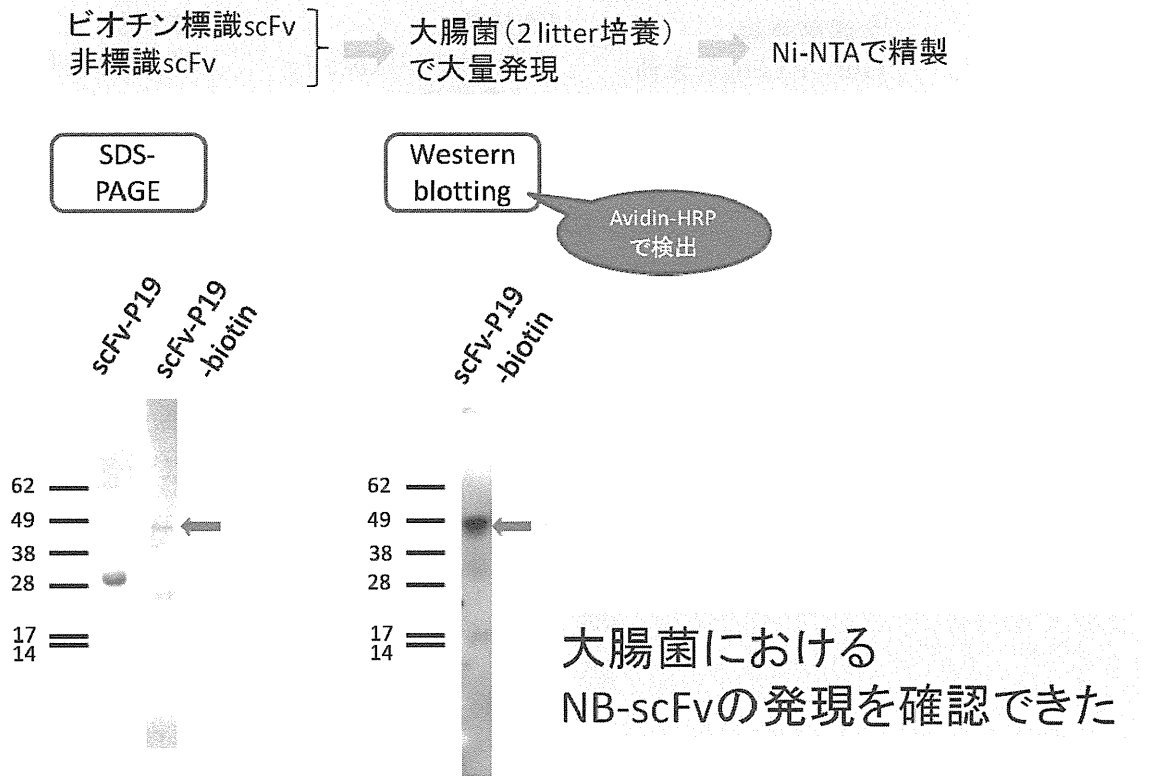 ビオチン標識scFv
非標識scFv
大腸菌(2 litter培養)
で大量発現
Ni-NTAで精製
SDS-
PAGE
Western
blotting
Avidin-HRP
で検出
scFv-P19
scFv-P19
-biotin
scFv-P19
-biotin
62
49
38
28
17
14
62
49
38
28
17
14
大腸菌における
NB-scFvの発現を確認できた